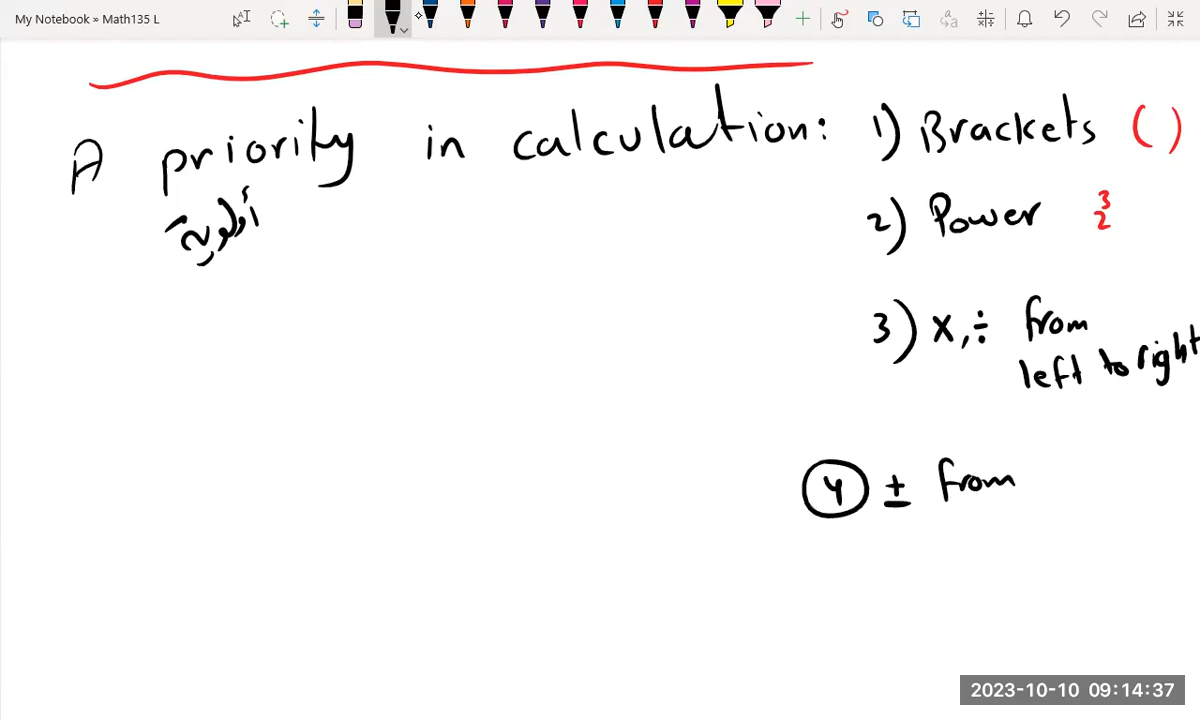 My Notebook » Math135 L
A priority in calculation: 1) Brackets ( )
أولوية
2) Power 2³
3) ×, ÷ from
left to right
4 ± from
2023-10-10 09:14:37